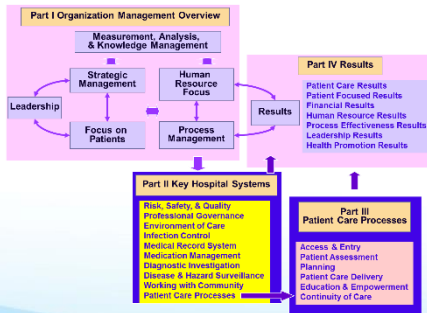 Part I Organization Management Overview
Measurement, Analysis,
& Knowledge Management
Strategic
Management
Human
Resource
Focus
Leadership
Focus on
Patients
Process
Management
Part IV Results
Results
Patient Care Results
Patient Focused Results
Financial Results
Human Resource Results
Process Effectiveness Results
Leadership Results
Health Promotion Results
Part II Key Hospital Systems
Risk, Safety, & Quality
Professional Governance
Environment of Care
Infection Control
Medical Record System
Medication Management
Diagnostic Investigation
Disease & Hazard Surveillance
Working with Community
Patient Care Processes
Part III
Patient Care Processes
Access & Entry
Patient Assessment
Planning
Patient Care Delivery
Education & Empowerment
Continuity of Care